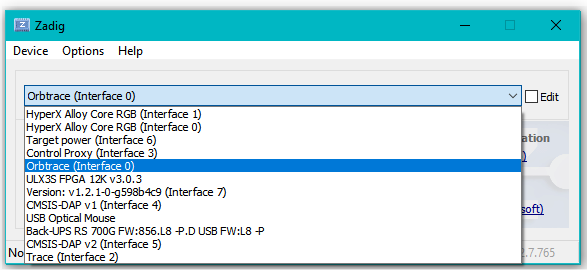 Zadig
Device Options Help
Orbtrace (Interface 0)
Edit
HyperX Alloy Core RGB (Interface 1)
HyperX Alloy Core RGB (Interface 0)
Target power (Interface 6)
Control Proxy (Interface 3)
Orbtrace (Interface 0)
ULX3S FPGA 12K v3.0.3
Version: v1.2.1-0-g598b4c9 (Interface 7)
CMSIS-DAP v1 (Interface 4)
USB Optical Mouse
Back-UPS RS 700G FW:856.L8 -P.D USB FW:L8 -P
CMSIS-DAP v2 (Interface 5)
Trace (Interface 2)
ation
)
soft)
No
2.7.765